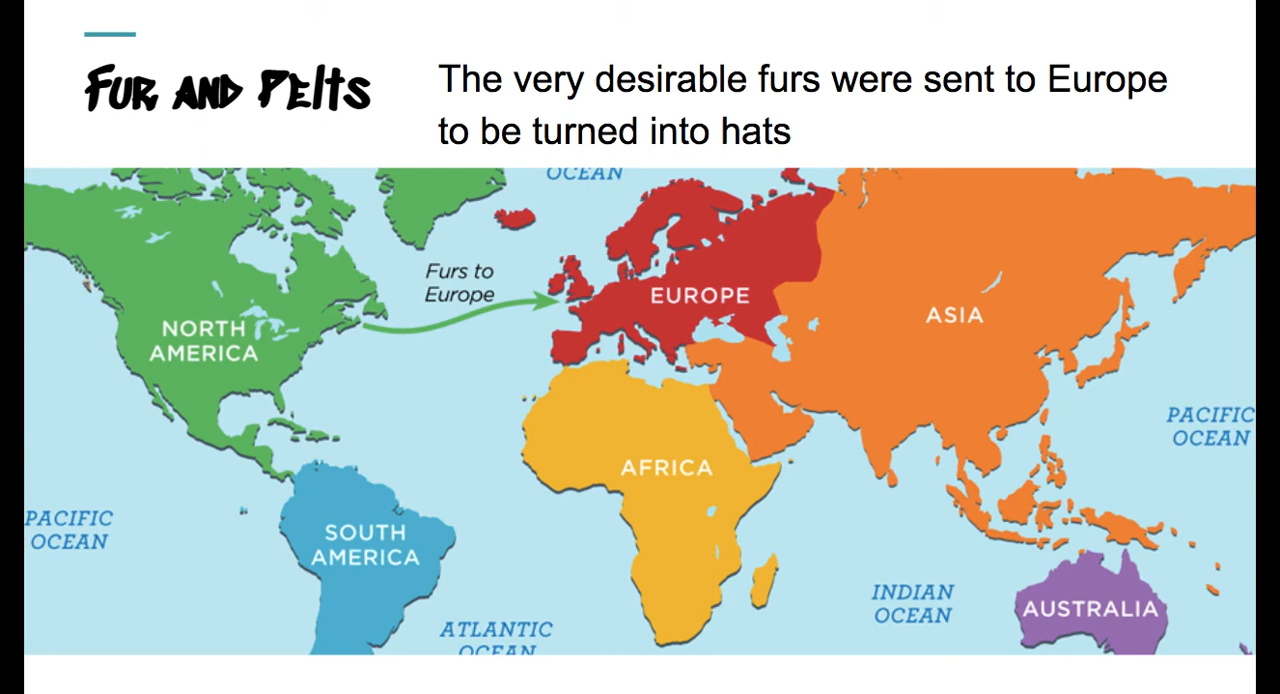 Fur and Pelts
The very desirable furs were sent to Europe
to be turned into hats
OCEAN
Furs to
Europe
EUROPE
NORTH
AMERICA
ASIA
PACIFIC
OCEAN
AFRICA
PACIFIC
OCEAN
SOUTH
AMERICA
INDIAN
OCEAN
AUSTRALIA
ATLANTIC
OCEAN